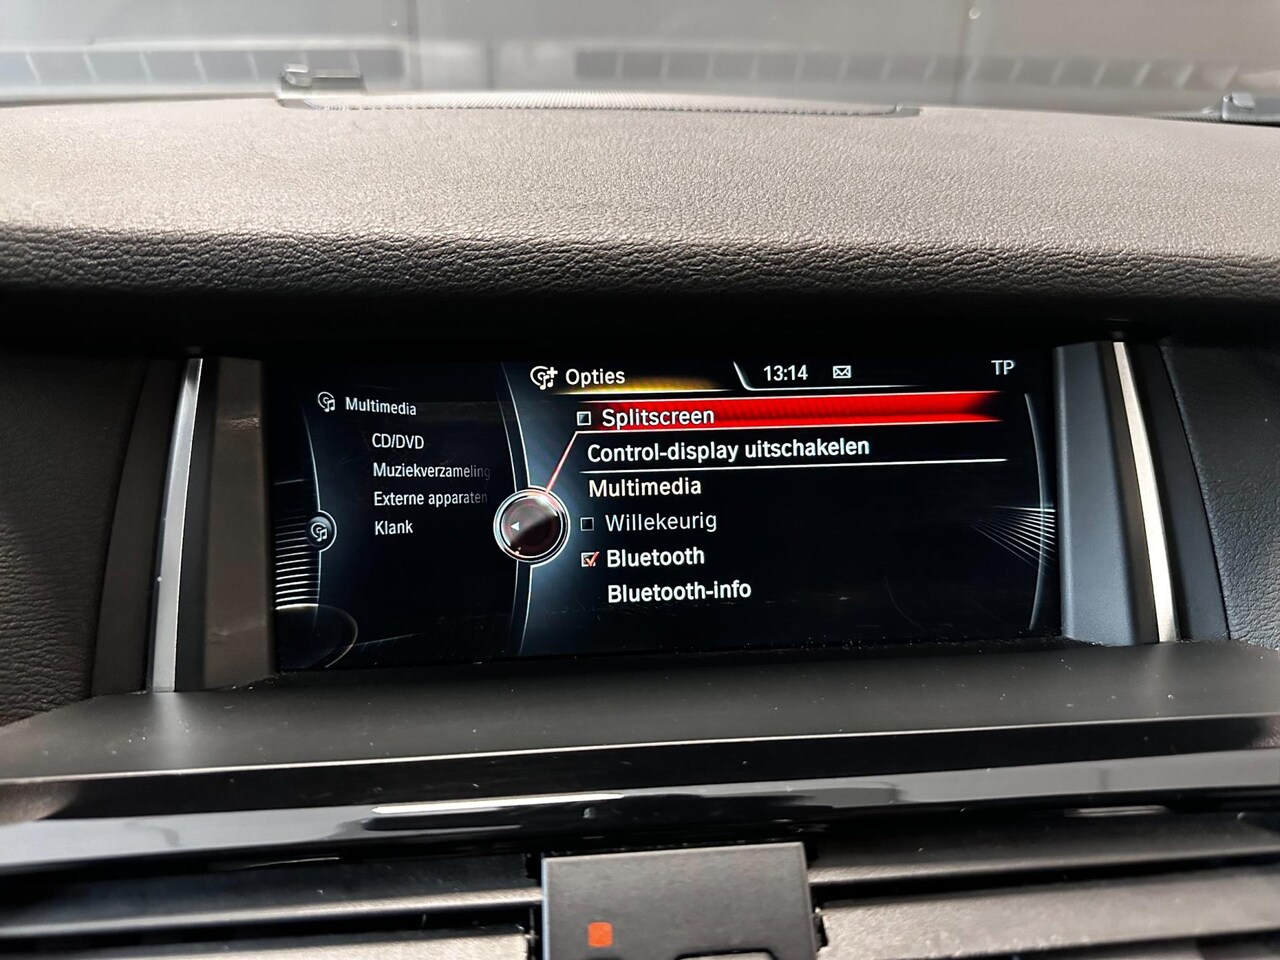 Multimedia
CD/DVD
Muziekverzameling
Externe apparaten
Klank
Opties
13:14
TP
Splitscreen
Control-display uitschakelen
Multimedia
Willekeurig
Bluetooth
Bluetooth-info